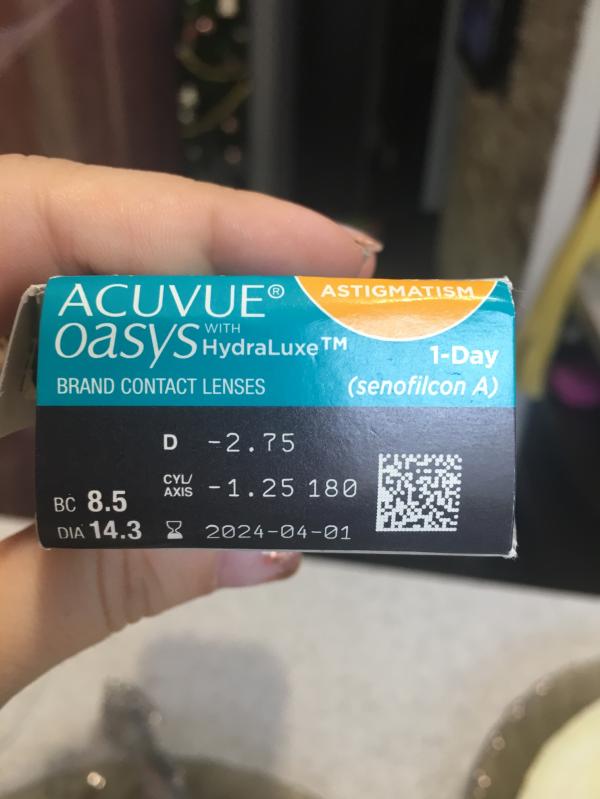 ACUVUE® ASTIGMATISM
oasys WITH HydraLuxe™
1-Day
BRAND CONTACT LENSES (senofilcon A)
D -2.75
CYL/AXIS -1.25 180
BC 8.5
DIA 14.3 2024-04-01